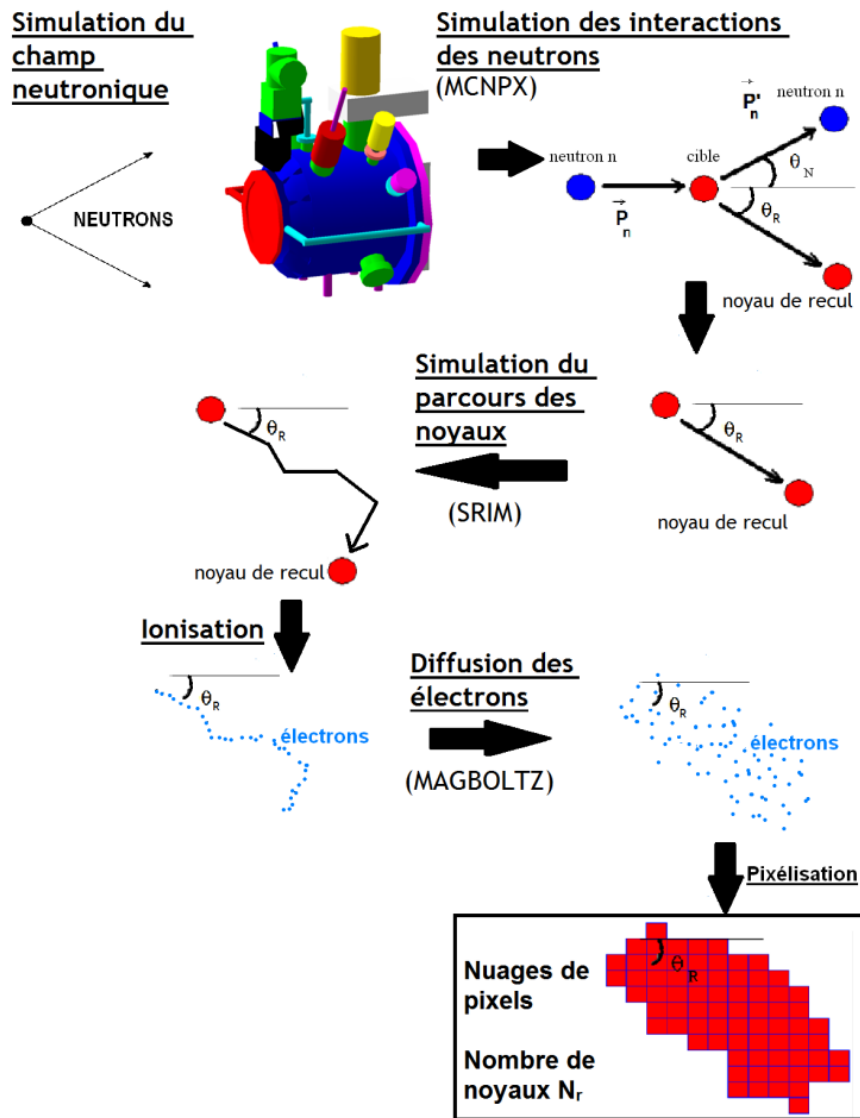 Simulation du
champ
neutronique
NEUTRONS
Simulation des interactions
des neutrons
(MCNPX)
neutron n
P'n
neutron n
cible
θN
θR
Pn
noyau de recul
Simulation du
parcours des
noyaux
(SRIM)
θR
noyau de recul
θR
noyau de recul
Ionisation
θR
électrons
Diffusion des
électrons
(MAGBOLTZ)
θR
électrons
Pixélisation
Nuages de
pixels
Nombre de
noyaux Nr
θR